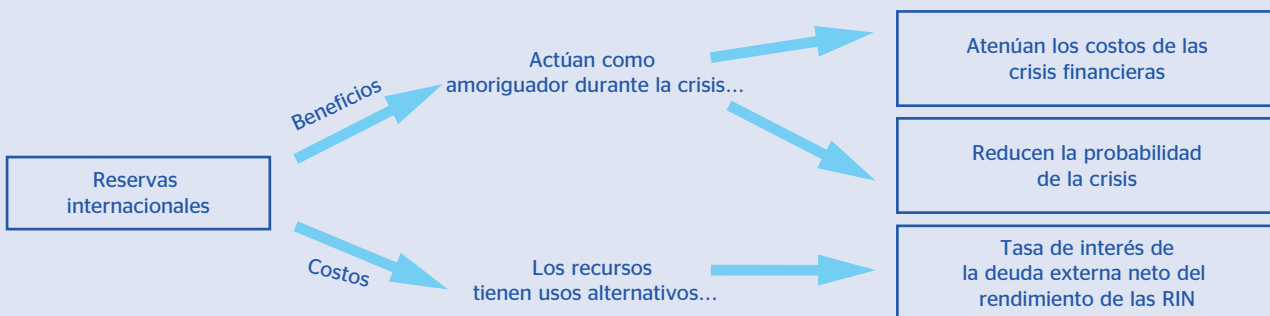 Reservas
internacionales
Beneficios
Actúan como
amoriguador durante la crisis...
Atenúan los costos de las
crisis financieras
Reducen la probabilidad
de la crisis
Costos
Los recursos
tienen usos alternativos...
Tasa de interés de
la deuda externa neto del
rendimiento de las RIN